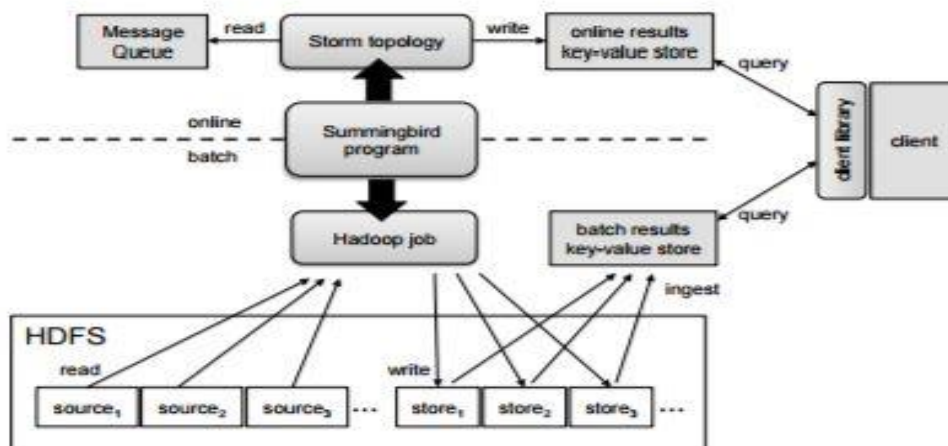 Message
Queue
read
Storm topology
write
online results
key-value store
query
online
batch
Summingbird
program
client library
client
Hadoop job
batch results
key-value store
query
ingest
HDFS
read
write
source₁
source₂
source₃
...
store₁
store₂
store₃
...